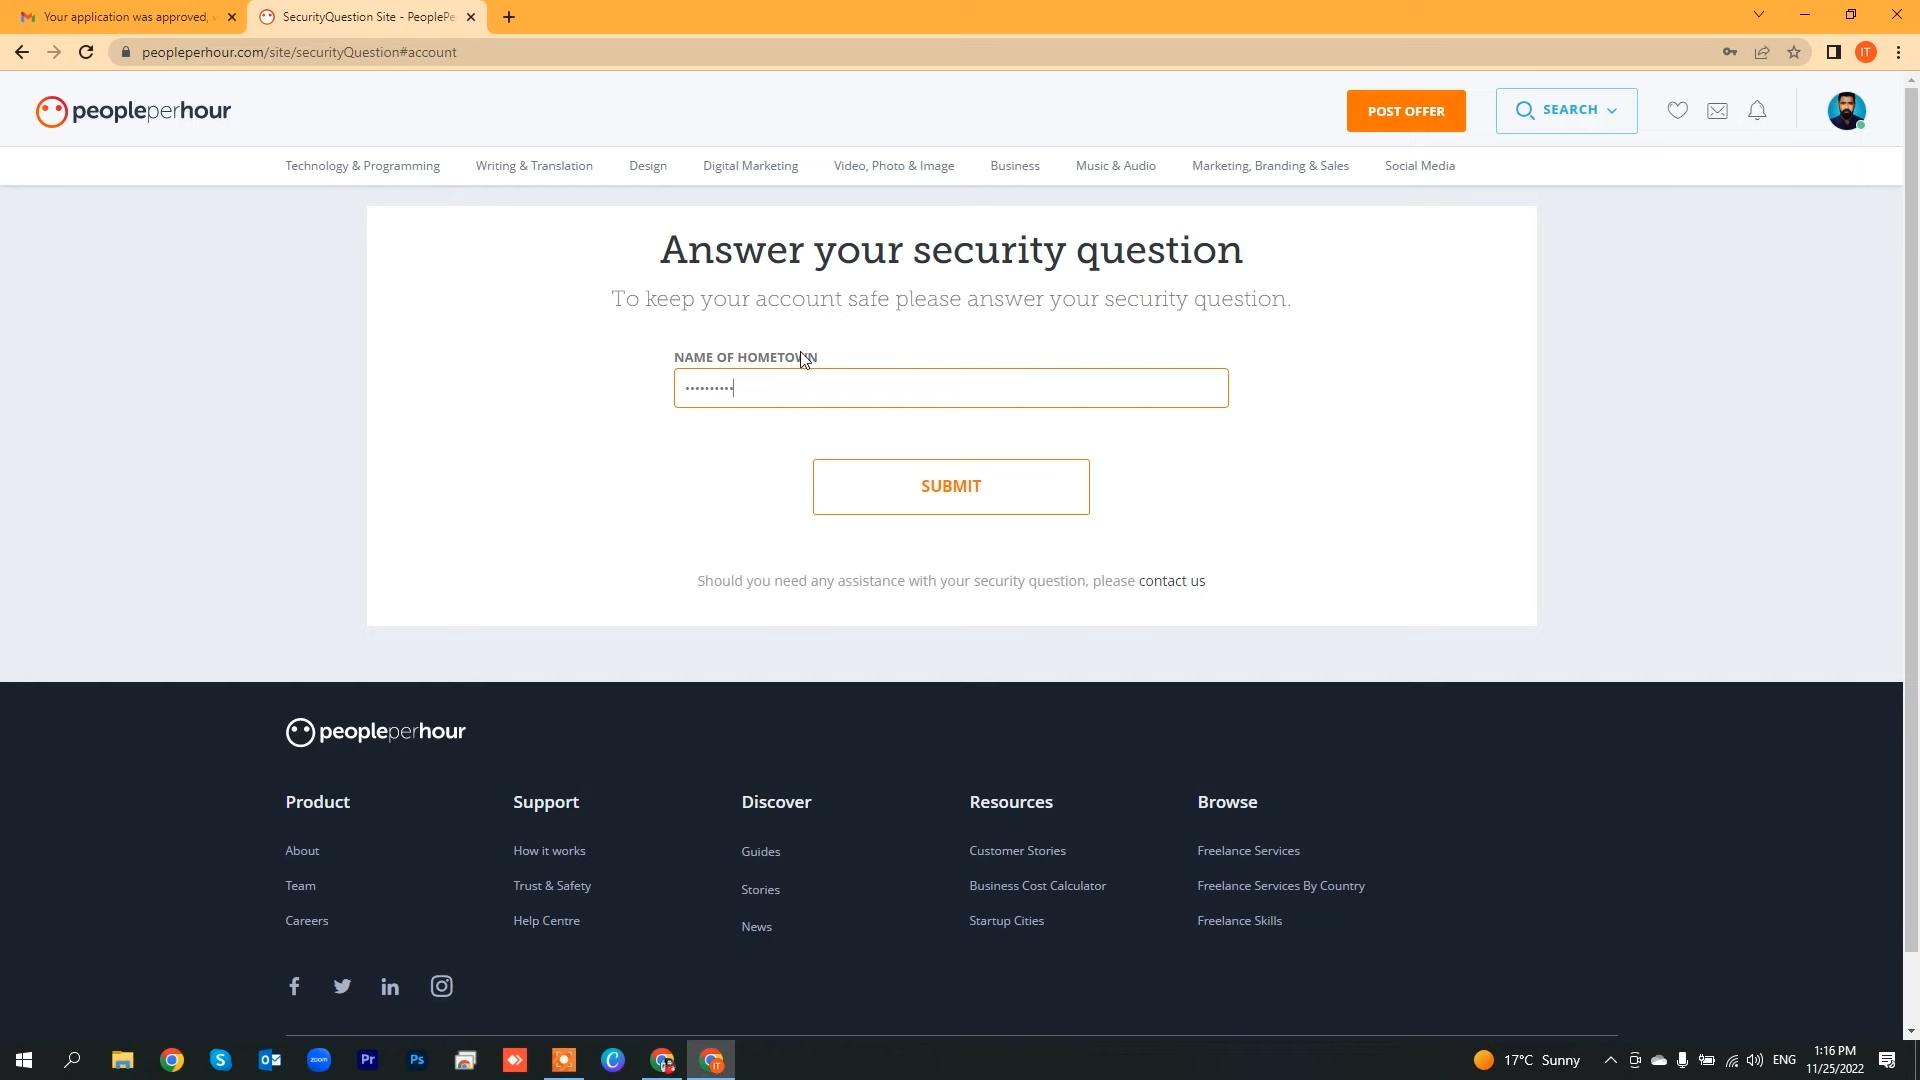 Your application was approved,
SecurityQuestion Site - PeoplePe
peopleperhour.com/site/securityQuestion#account
IT
peopleperhour
POST OFFER
SEARCH
Technology & Programming
Writing & Translation
Design
Digital Marketing
Video, Photo & Image
Business
Music & Audio
Marketing, Branding & Sales
Social Media
Answer your security question
To keep your account safe please answer your security question.
NAME OF HOMETOWN
••••••••••
SUBMIT
Should you need any assistance with your security question, please contact us
peopleperhour
Product
Support
Discover
Resources
Browse
About
How it works
Guides
Customer Stories
Freelance Services
Team
Trust & Safety
Stories
Business Cost Calculator
Freelance Services By Country
Careers
Help Centre
News
Startup Cities
Freelance Skills
zoom
Pr
Ps
IT
17°C Sunny
ENG
1:16 PM
11/25/2022